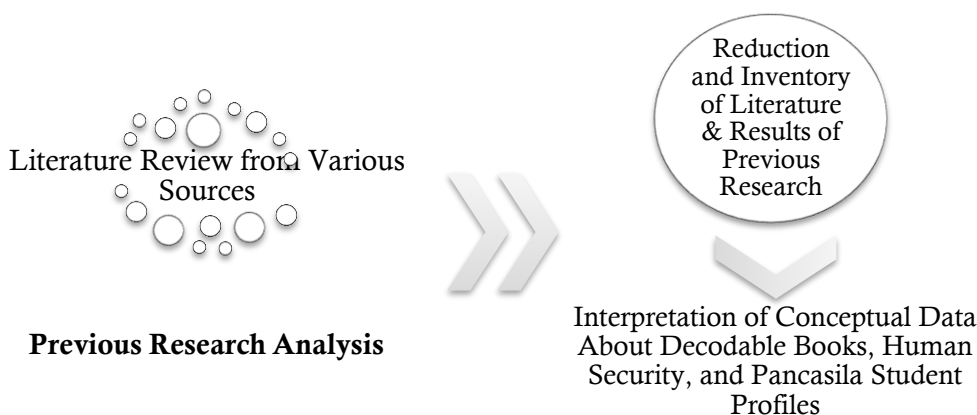 Literature Review from Various
Sources
Previous Research Analysis
Reduction
and Inventory
of Literature
& Results of
Previous
Research
Interpretation of Conceptual Data
About Decodable Books, Human
Security, and Pancasila Student
Profiles